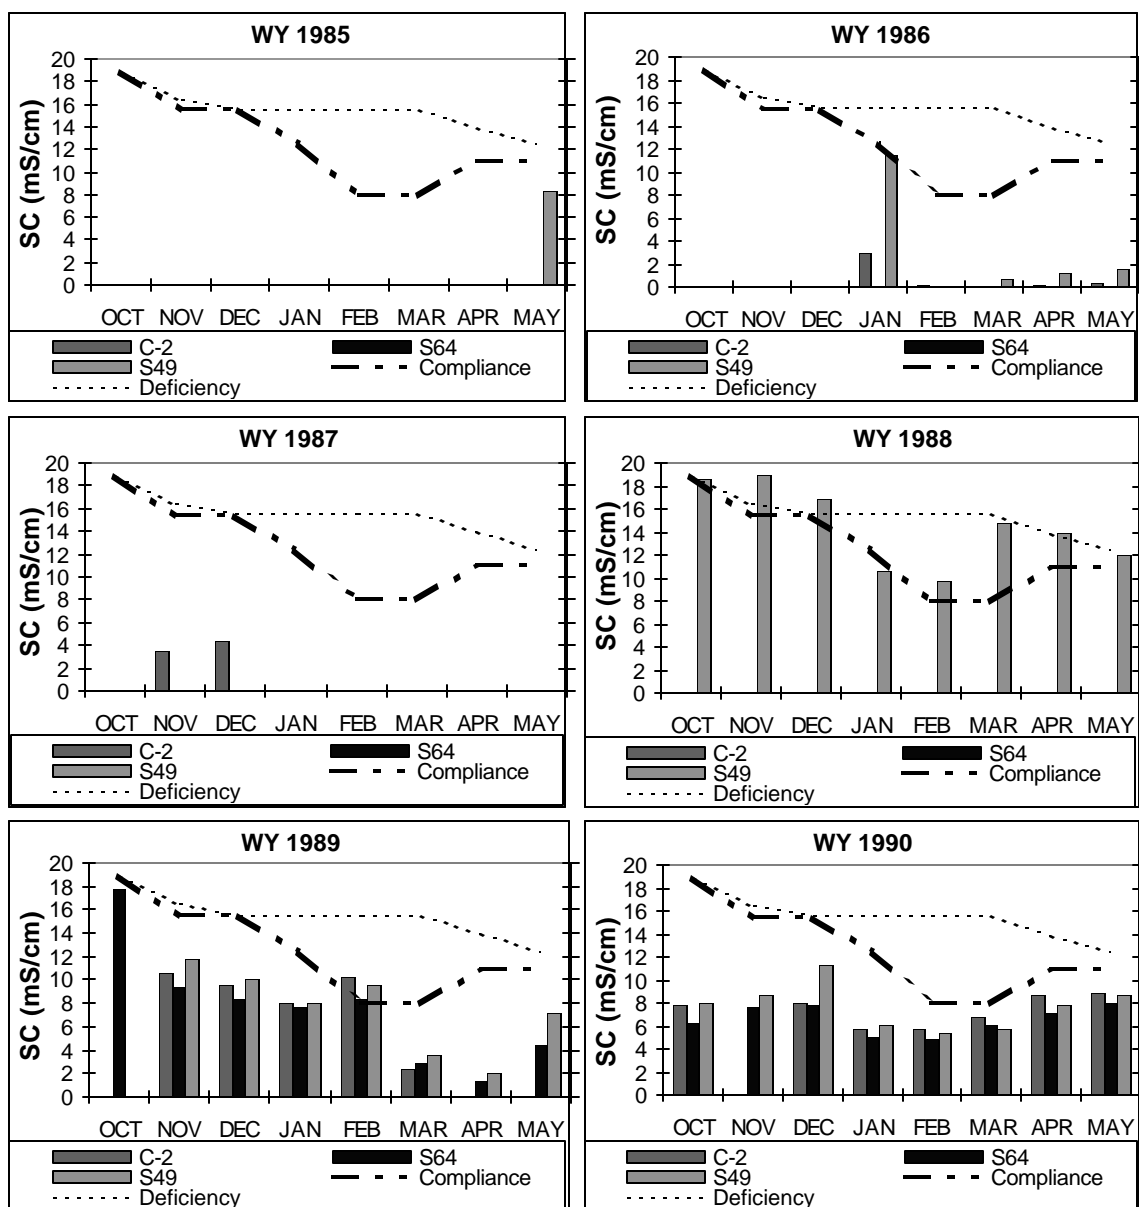 WY 1985
SC (mS/cm)
20
18
16
14
12
10
8
6
4
2
0
OCT NOV DEC JAN FEB MAR APR MAY
C-2 S64
S49 Compliance
Deficiency
WY 1986
SC (mS/cm)
20
18
16
14
12
10
8
6
4
2
0
OCT NOV DEC JAN FEB MAR APR MAY
C-2 S64
S49 Compliance
Deficiency
WY 1987
SC (mS/cm)
20
18
16
14
12
10
8
6
4
2
0
OCT NOV DEC JAN FEB MAR APR MAY
C-2 S64
S49 Compliance
Deficiency
WY 1988
SC (mS/cm)
20
18
16
14
12
10
8
6
4
2
0
OCT NOV DEC JAN FEB MAR APR MAY
C-2 S64
S49 Compliance
Deficiency
WY 1989
SC (mS/cm)
20
18
16
14
12
10
8
6
4
2
0
OCT NOV DEC JAN FEB MAR APR MAY
C-2 S64
S49 Compliance
Deficiency
WY 1990
SC (mS/cm)
20
18
16
14
12
10
8
6
4
2
0
OCT NOV DEC JAN FEB MAR APR MAY
C-2 S64
S49 Compliance
Deficiency